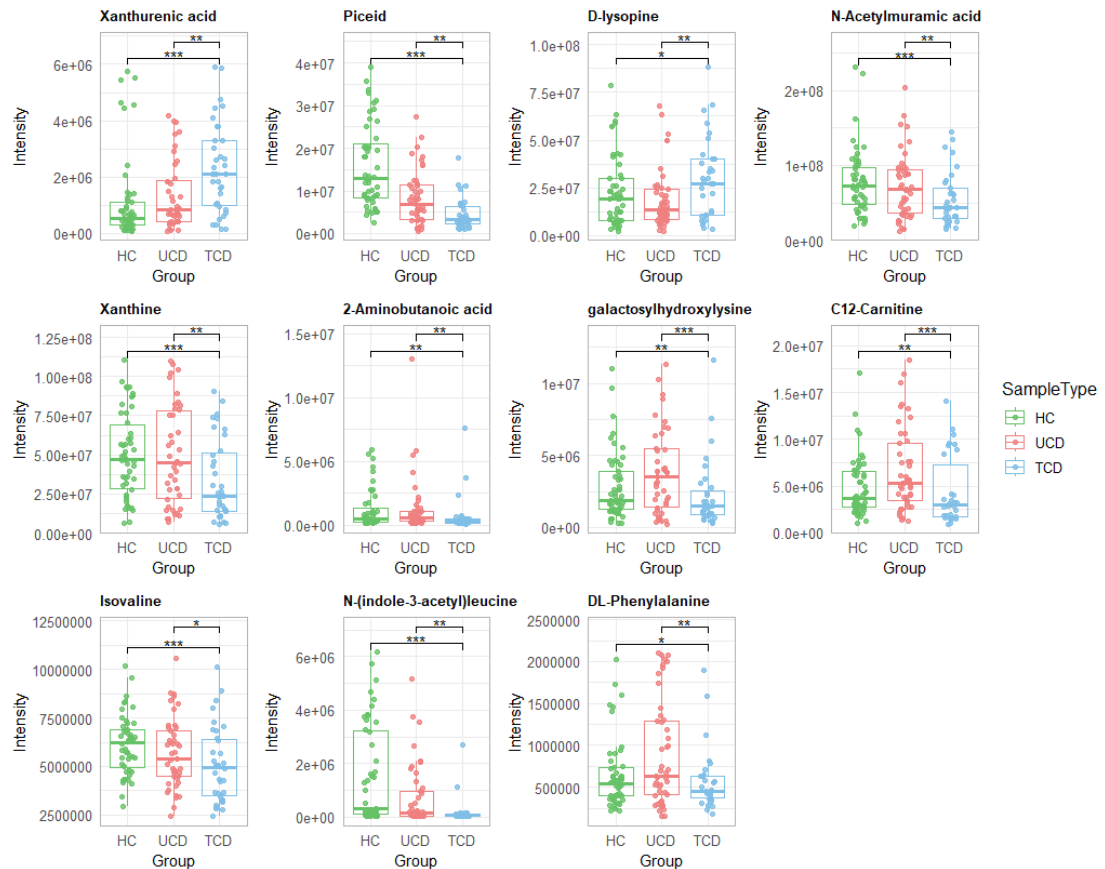 Xanthurenic acid
**
***
6e+06
4e+06
2e+06
0e+00
Intensity
HC UCD TCD
Group
Piceid
**
***
4e+07
3e+07
2e+07
1e+07
0e+00
Intensity
HC UCD TCD
Group
D-lysopine
**
*
1.0e+08
7.5e+07
5.0e+07
2.5e+07
0.0e+00
Intensity
HC UCD TCD
Group
N-Acetylmuramic acid
**
***
2e+08
1e+08
0e+00
Intensity
HC UCD TCD
Group
Xanthine
**
***
1.25e+08
1.00e+08
7.50e+07
5.00e+07
2.50e+07
0.00e+00
Intensity
HC UCD TCD
Group
2-Aminobutanoic acid
**
**
1.5e+07
1.0e+07
5.0e+06
0.0e+00
Intensity
HC UCD TCD
Group
galactosylhydroxylysine
***
**
1e+07
5e+06
0e+00
Intensity
HC UCD TCD
Group
C12-Carnitine
***
**
2.0e+07
1.5e+07
1.0e+07
5.0e+06
0.0e+00
Intensity
HC UCD TCD
Group
SampleType
HC
UCD
TCD
Isovaline
*
***
12500000
10000000
7500000
5000000
2500000
Intensity
HC UCD TCD
Group
N-(indole-3-acetyl)leucine
**
***
6e+06
4e+06
2e+06
0e+00
Intensity
HC UCD TCD
Group
DL-Phenylalanine
**
*
2500000
2000000
1500000
1000000
500000
Intensity
HC UCD TCD
Group